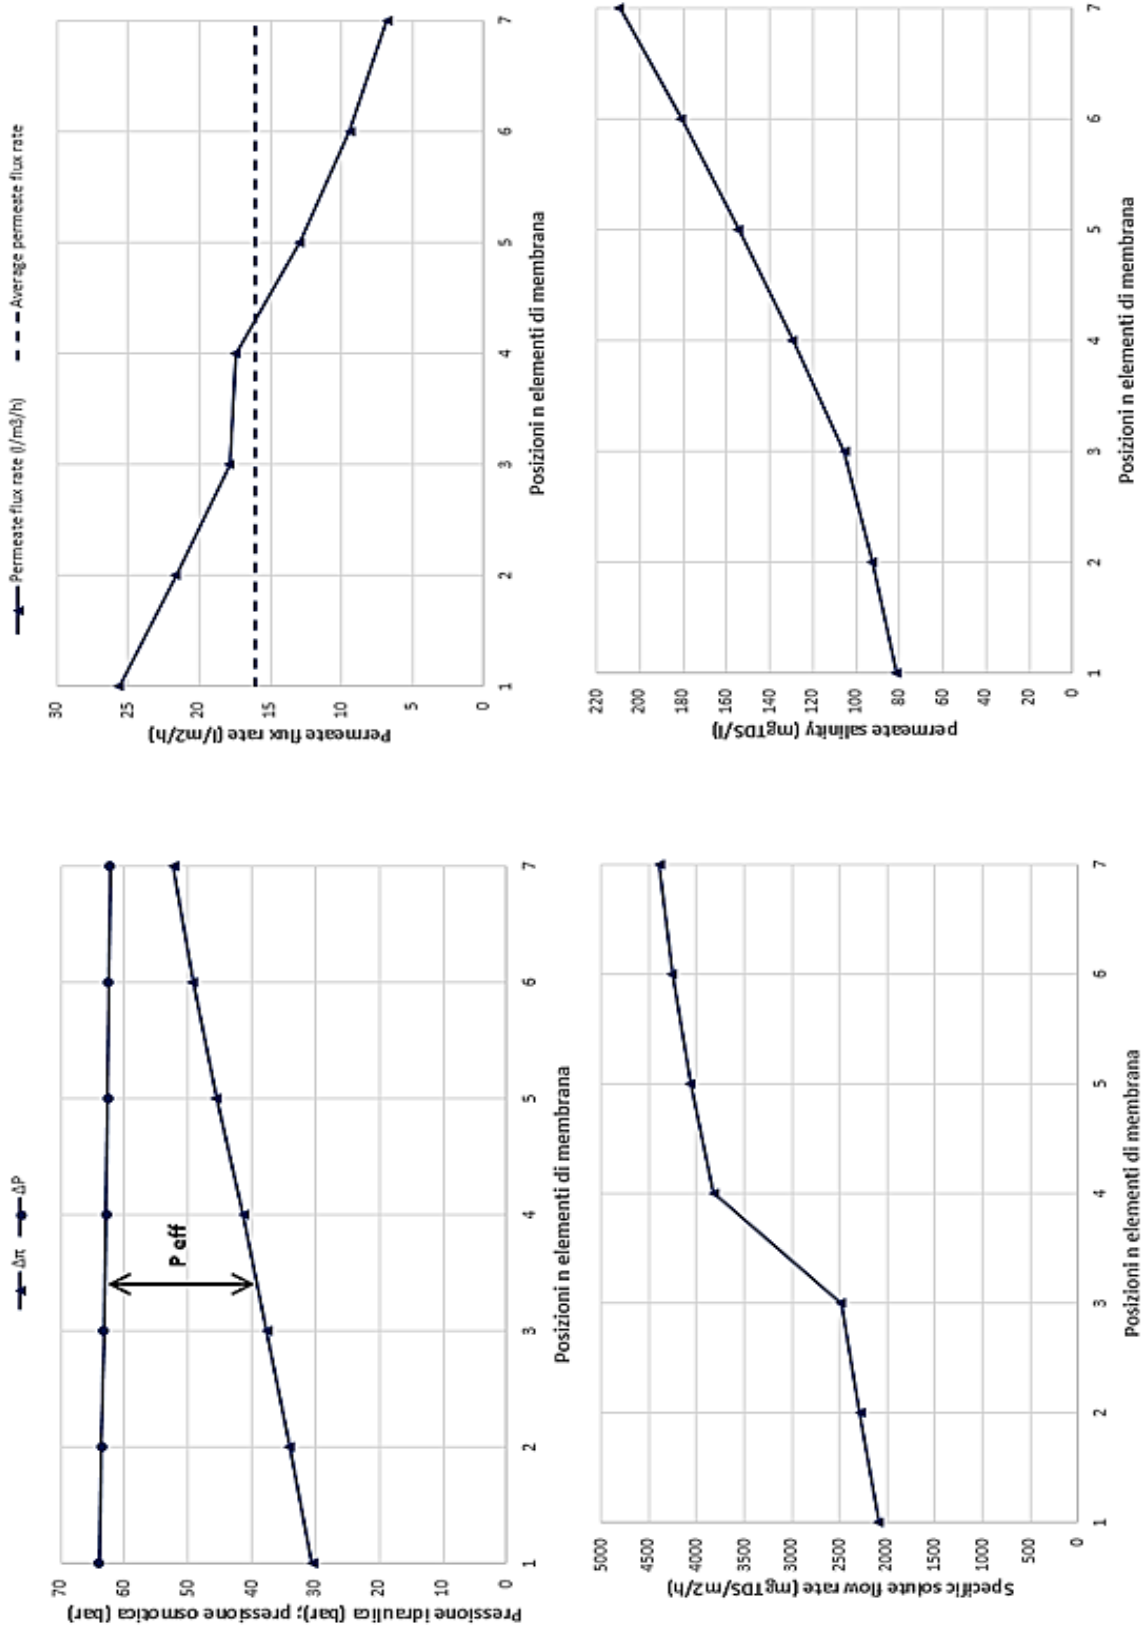 Δπ
ΔP
Pressione idraulica (bar); pressione osmotica (bar)
70
60
50
40
30
20
10
0
P eff
1 2 3 4 5 6 7
Posizioni n elementi di membrana
Permeate flux rate (l/m3/h)
Average permeate flux rate
Permeate flux rate (l/m2/h)
30
25
20
15
10
5
0
1 2 3 4 5 6 7
Posizioni n elementi di membrana
Specific solute flow rate (mgTDS/m2/h)
5000
4500
4000
3500
3000
2500
2000
1500
1000
500
0
1 2 3 4 5 6 7
Posizioni n elementi di membrana
permeate salinity (mgTDS/l)
220
200
180
160
140
120
100
80
60
40
20
0
1 2 3 4 5 6 7
Posizioni n elementi di membrana